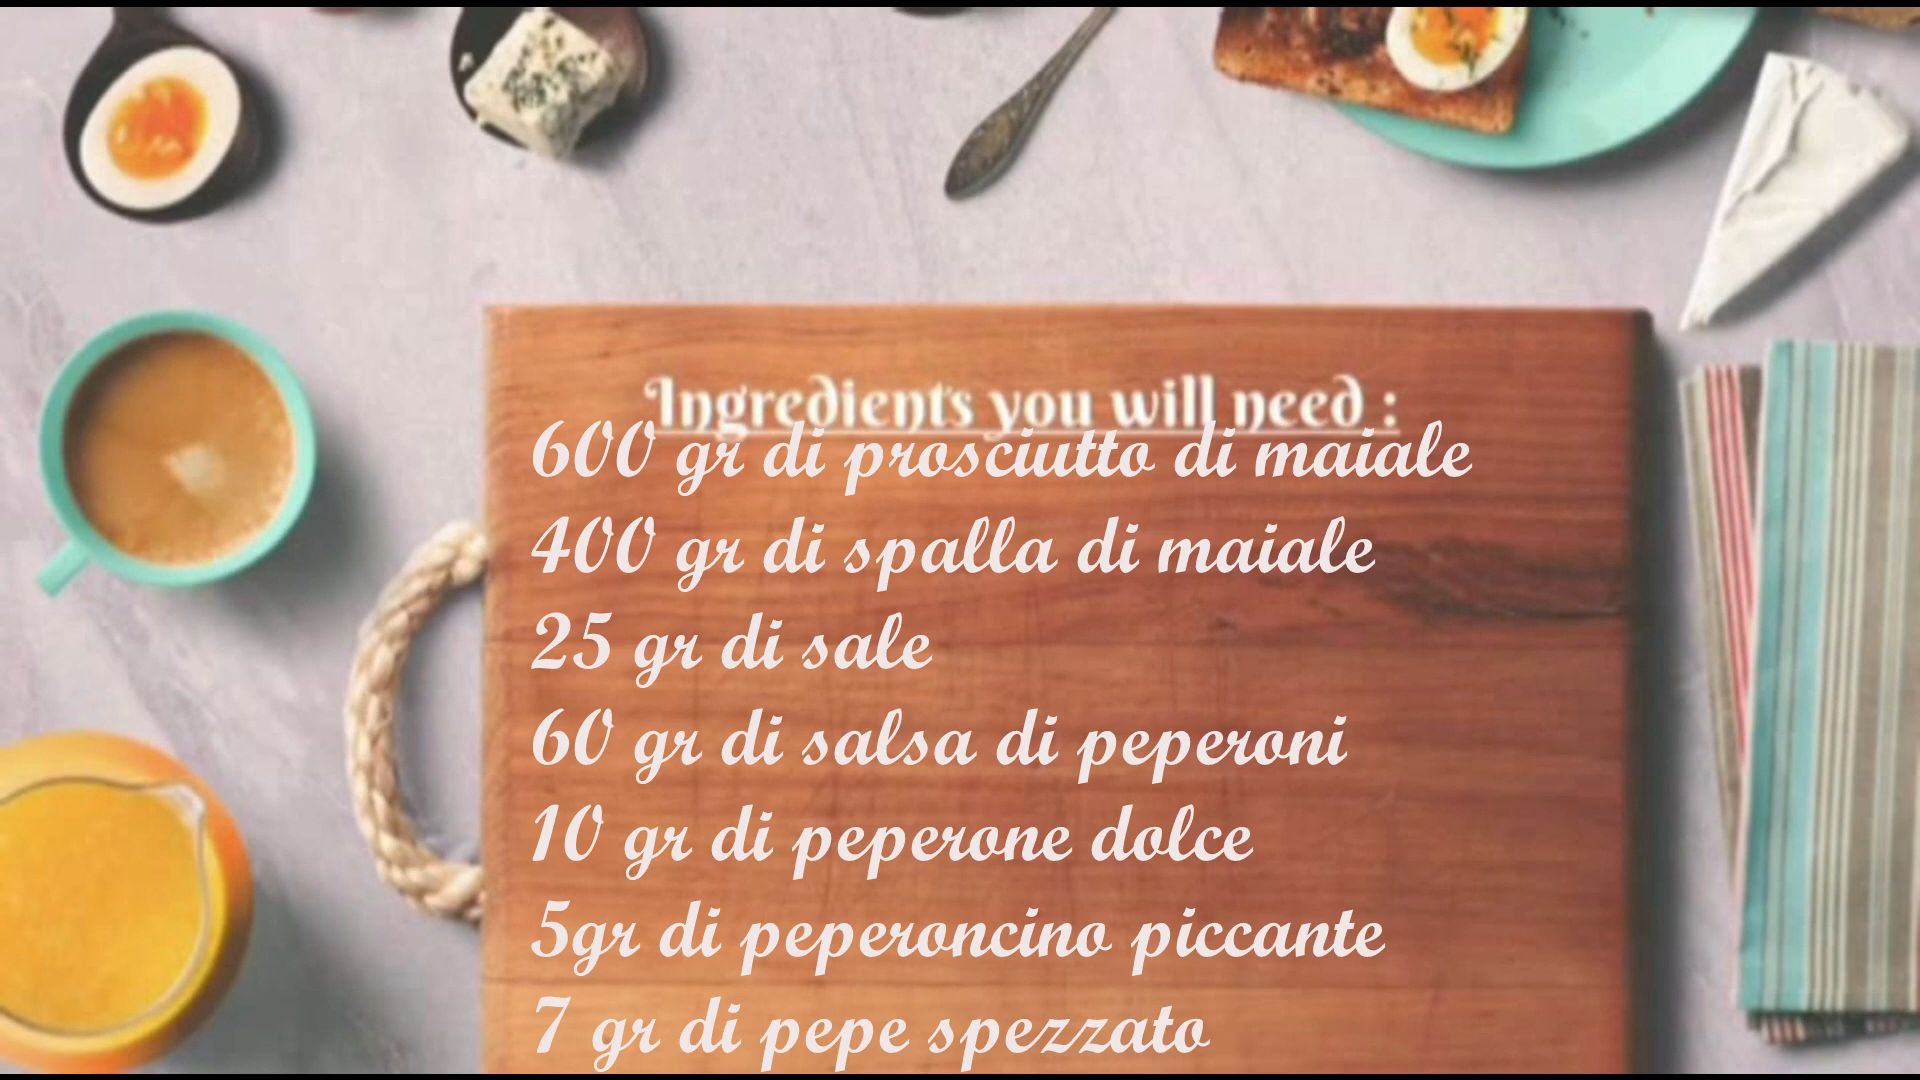 Ingredients you will need :
600 gr di prosciutto di maiale
400 gr di spalla di maiale
25 gr di sale
60 gr di salsa di peperoni
10 gr di peperone dolce
5gr di peperoncino piccante
7 gr di pepe spezzato